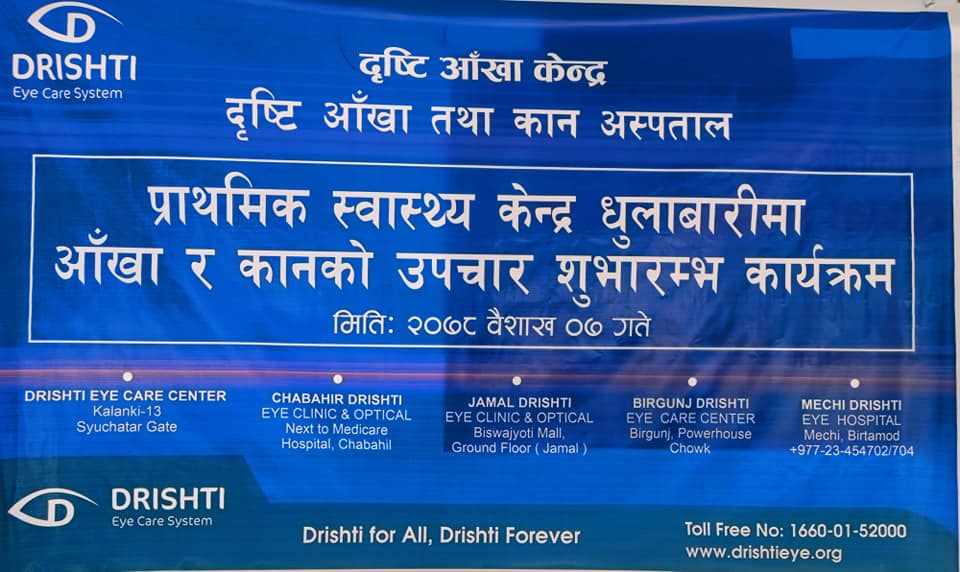 DRISHTI
Eye Care System
दृष्टि आँखा केन्द्र
दृष्टि आँखा तथा कान अस्पताल
प्राथमिक स्वास्थ्य केन्द्र धुलाबारीमा
आँखा र कानको उपचार शुभारम्भ कार्यक्रम
मिति: २०७८ वैशाख ०७ गते
DRISHTI EYE CARE CENTER
Kalanki-13
Syuchatar Gate
CHABAHIR DRISHTI
EYE CLINIC & OPTICAL
Next to Medicare
Hospital, Chabahil
JAMAL DRISHTI
EYE CLINIC & OPTICAL
Biswajyoti Mall,
Ground Floor ( Jamal )
BIRGUNJ DRISHTI
EYE CARE CENTER
Birgunj, Powerhouse
Chowk
MECHI DRISHTI
EYE HOSPITAL
Mechi, Birtamod
+977-23-454702/704
DRISHTI
Eye Care System
Drishti for All, Drishti Forever
Toll Free No: 1660-01-52000
www.drishtieye.org